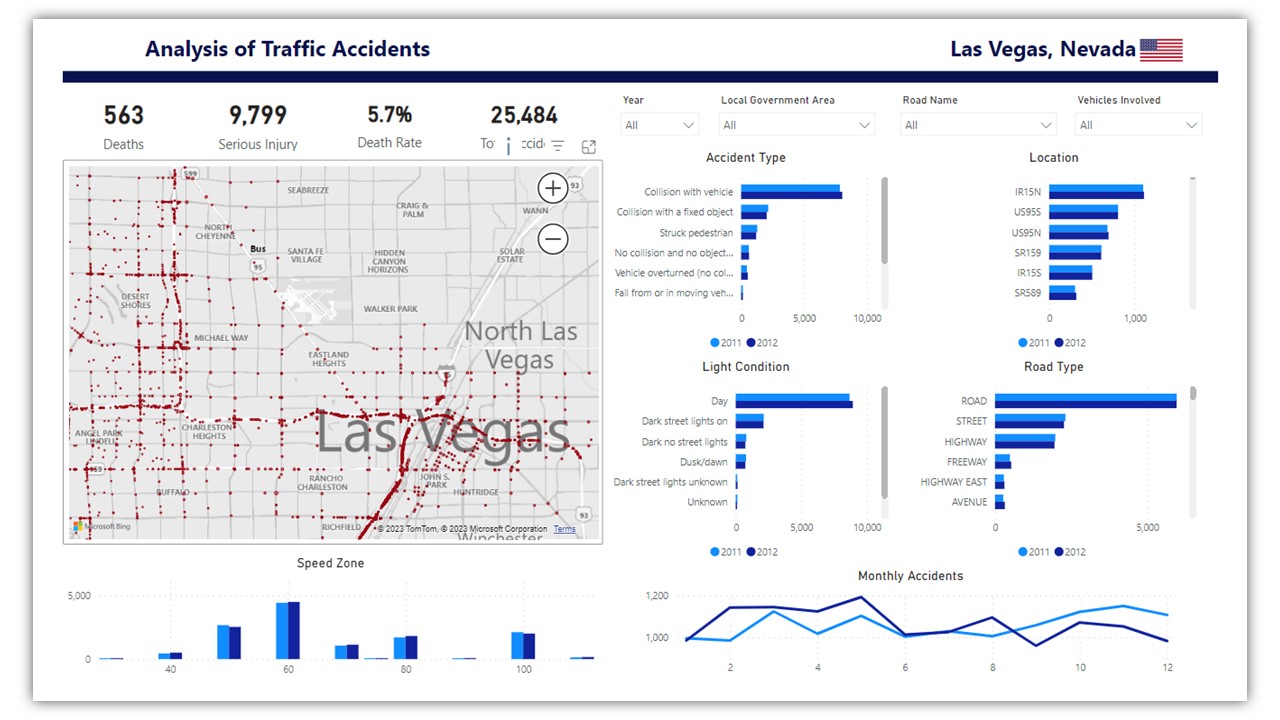 Analysis of Traffic Accidents
Las Vegas, Nevada
563
9,799
5.7%
25,484
Deaths
Serious Injury
Death Rate
Year
Local Government Area
Road Name
Vehicles Involved
All
All
All
All
599
SEABREEZE
93
CRAIG &
PALM
WANN
NORTH
CHEYENNE
Bus
95
SANTA FE
VILLAGE
HIDDEN
CANYON
HORIZONS
SOLAR
ESTATE
DESERT
SHORES
WALKER PARK
MICHAEL WAY
North Las
Vegas
EASTLAND
HEIGHTS
ANGEL PARK
LINDELL
CHARLESTON
HEIGHTS
Las Vegas
159
RANCHO
CHARLESTON
JOHN S.
PARK
BUFFALO
HUNTRIDGE
RICHFIELD
93
Microsoft Bing
© 2023 TomTom, © 2023 Microsoft Corporation
Terms
Winchester
Accident Type
Collision with vehicle
Collision with a fixed object
Struck pedestrian
No collision and no object...
Vehicle overturned (no col...
Fall from or in moving veh...
0
5,000
10,000
2011
2012
Location
IR15N
US95S
US95N
SR159
IR15S
SR589
0
1,000
2011
2012
Light Condition
Day
Dark street lights on
Dark no street lights
Dusk/dawn
Dark street lights unknown
Unknown
0
5,000
10,000
2011
2012
Road Type
ROAD
STREET
HIGHWAY
FREEWAY
HIGHWAY EAST
AVENUE
0
5,000
2011
2012
Speed Zone
5,000
0
40
60
80
100
Monthly Accidents
1,200
1,000
2
4
6
8
10
12